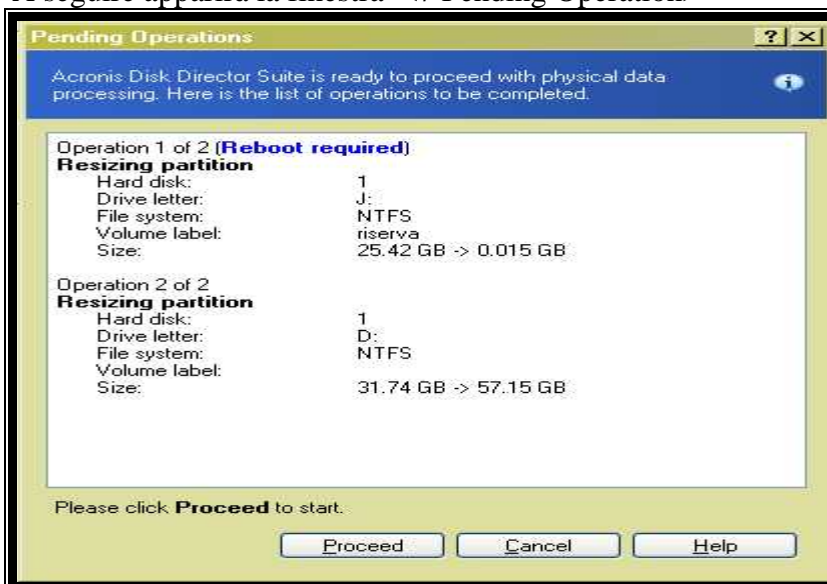 Pending Operations
Acronis Disk Director Suite is ready to proceed with physical data
processing. Here is the list of operations to be completed.
Operation 1 of 2 (Reboot required)
Resizing partition
Hard disk: 1
Drive letter: J:
File system: NTFS
Volume label: riserva
Size: 25.42 GB -> 0.015 GB
Operation 2 of 2
Resizing partition
Hard disk: 1
Drive letter: D:
File system: NTFS
Volume label:
Size: 31.74 GB -> 57.15 GB
Please click Proceed to start.
Proceed Cancel Help